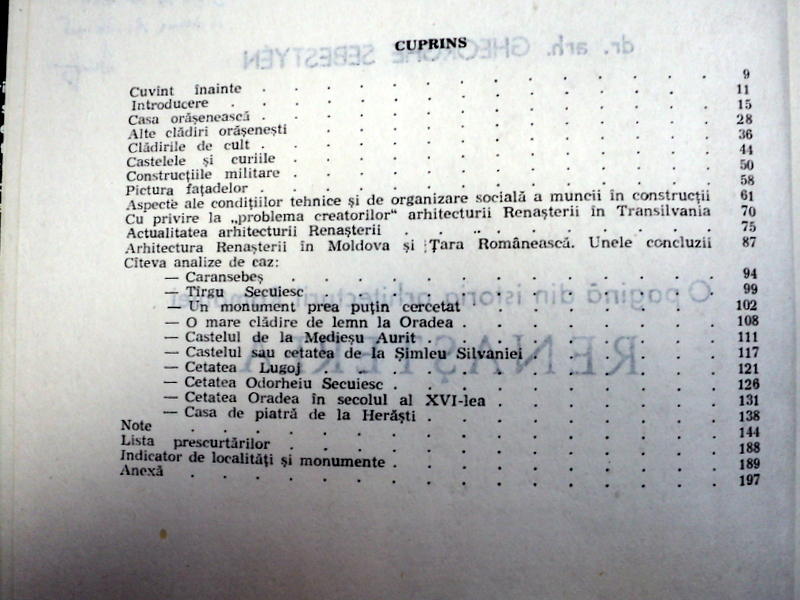 CUPRINS
Cuvînt înainte . . . . . . . . . . 9
Introducere . . . . . . . . . . 11
Casa orășenească . . . . . . . . . . 15
Alte clădiri orășenești . . . . . . . . . 28
Clădirile de cult . . . . . . . . . . 36
Castelele și curiile . . . . . . . . . 44
Construcțiile militare . . . . . . . . . 50
Pictura fațadelor . . . . . . . . . . 58
Aspecte ale condițiilor tehnice și de organizare socială a muncii în construcții 61
Cu privire la „problema creatorilor“ arhitecturii Renașterii în Transilvania 70
Actualitatea arhitecturii Renașterii . . . . . . . 75
Arhitectura Renașterii în Moldova și Țara Românească. Unele concluzii 87
Cîteva analize de caz:
— Caransebeș . . . . . . . . . 94
— Tîrgu Secuiesc . . . . . . . . . 99
— Un monument prea puțin cercetat . . . . . . 102
— O mare clădire de lemn la Oradea . . . . . . 108
— Castelul de la Medieșu Aurit . . . . . . . 111
— Castelul sau cetatea de la Șimleu Silvaniei . . . . 117
— Cetatea Lugoj . . . . . . . . . 121
— Cetatea Odorheiu Secuiesc . . . . . . . 126
— Cetatea Oradea în secolul al XVI-lea . . . . . 131
— Casa de piatră de la Herăști . . . . . . . 138
Note . . . . . . . . . . . 144
Lista prescurtărilor . . . . . . . . . 188
Indicator de localități și monumente . . . . . . . 189
Anexă . . . . . . . . . . . 197